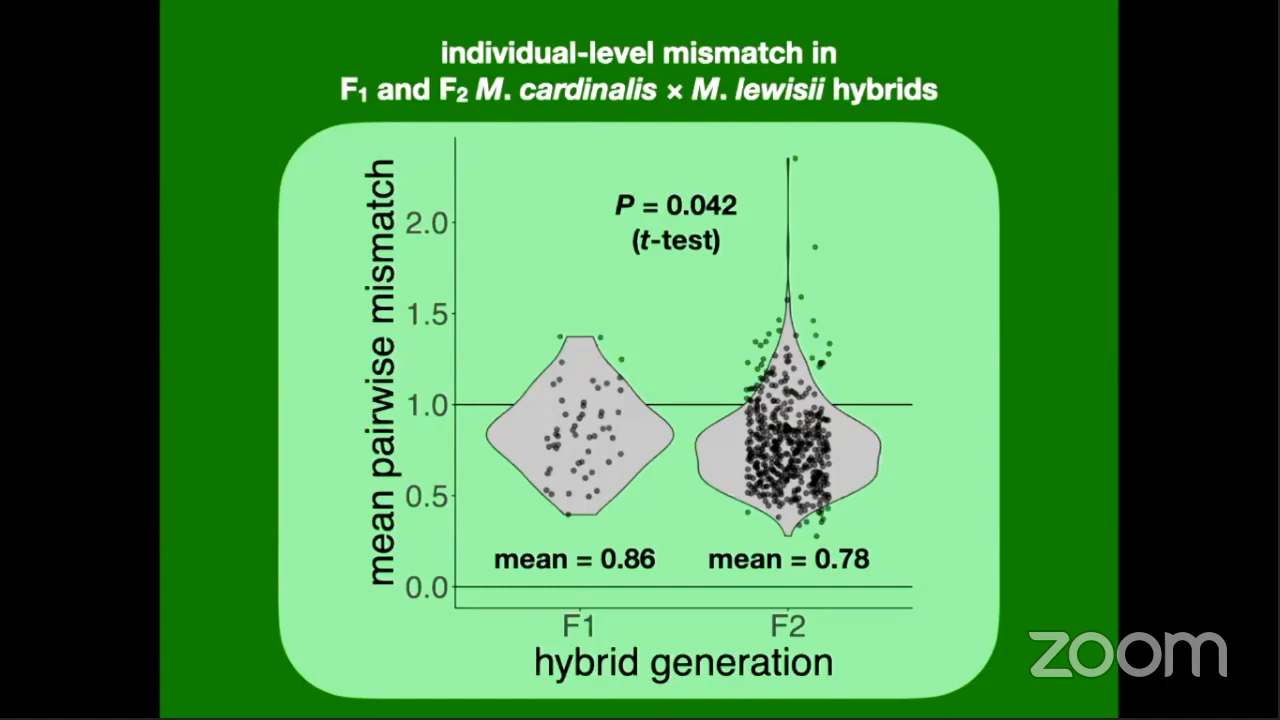 individual-level mismatch in
F₁ and F₂ M. cardinalis × M. lewisii hybrids
mean pairwise mismatch
2.0
1.5
1.0
0.5
0.0
P = 0.042
(t-test)
mean = 0.86
mean = 0.78
F1
F2
hybrid generation
zoom